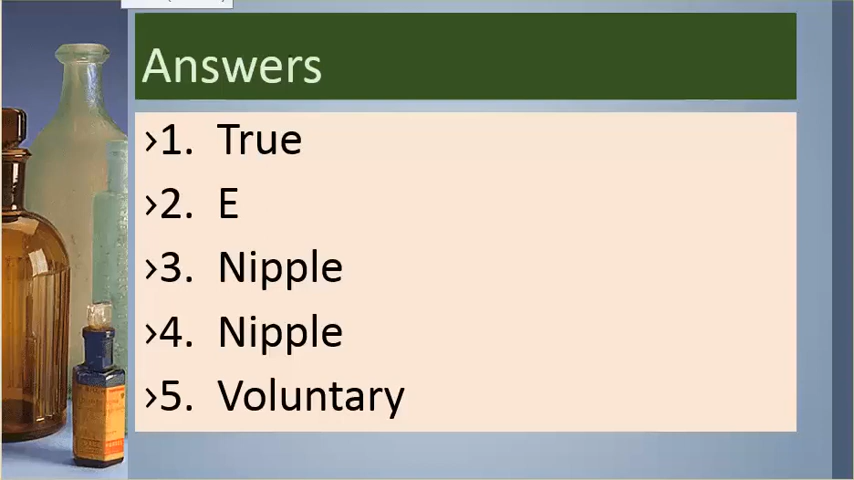 Answers
›1. True
›2. E
›3. Nipple
›4. Nipple
›5. Voluntary